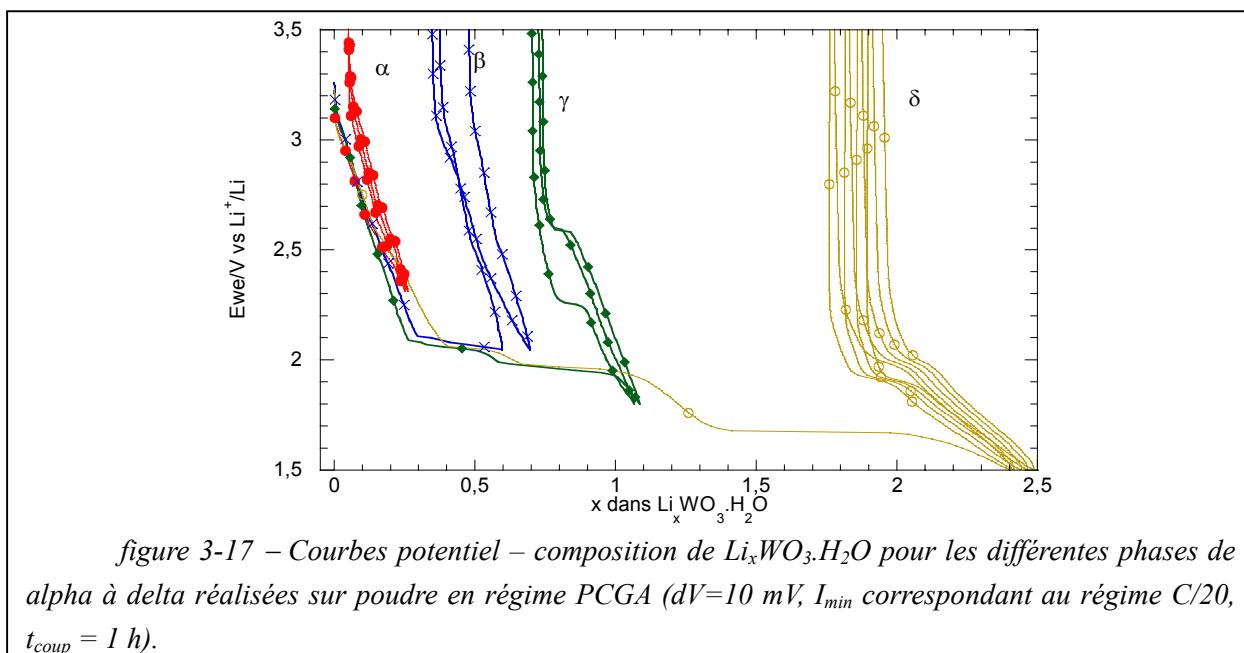 3,5
3
2,5
2
1,5
Ewe/V vs Li⁺/Li
α
β
γ
δ
0
0,5
1
1,5
2
2,5
x dans LiₓWO₃.H₂O
figure 3-17 – Courbes potentiel – composition de LiₓWO₃.H₂O pour les différentes phases de
alpha à delta réalisées sur poudre en régime PCGA (dV=10 mV, Imin correspondant au régime C/20,
tcoup = 1 h).